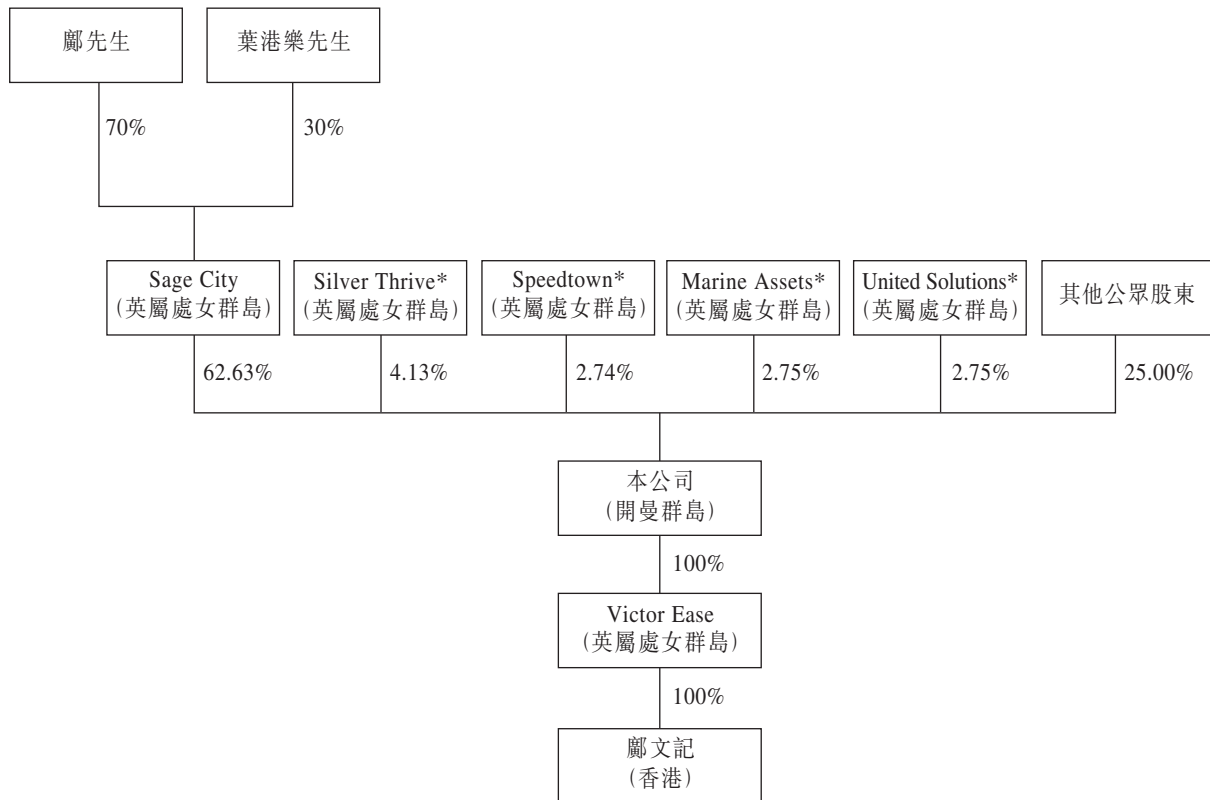 鄺先生
葉港樂先生
70%
30%
Sage City
(英屬處女群島)
Silver Thrive*
(英屬處女群島)
Speedtown*
(英屬處女群島)
Marine Assets*
(英屬處女群島)
United Solutions*
(英屬處女群島)
其他公眾股東
62.63%
4.13%
2.74%
2.75%
2.75%
25.00%
本公司
(開曼群島)
100%
Victor Ease
(英屬處女群島)
100%
鄺文記
(香港)